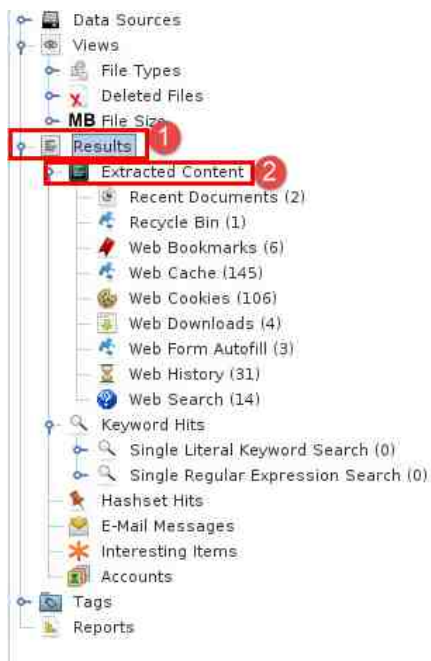 Data Sources
Views
File Types
Deleted Files
MB File Size
Results 1
Extracted Content 2
Recent Documents (2)
Recycle Bin (1)
Web Bookmarks (6)
Web Cache (145)
Web Cookies (106)
Web Downloads (4)
Web Form Autofill (3)
Web History (31)
Web Search (14)
Keyword Hits
Single Literal Keyword Search (0)
Single Regular Expression Search (0)
Hashset Hits
E-Mail Messages
Interesting Items
Accounts
Tags
Reports